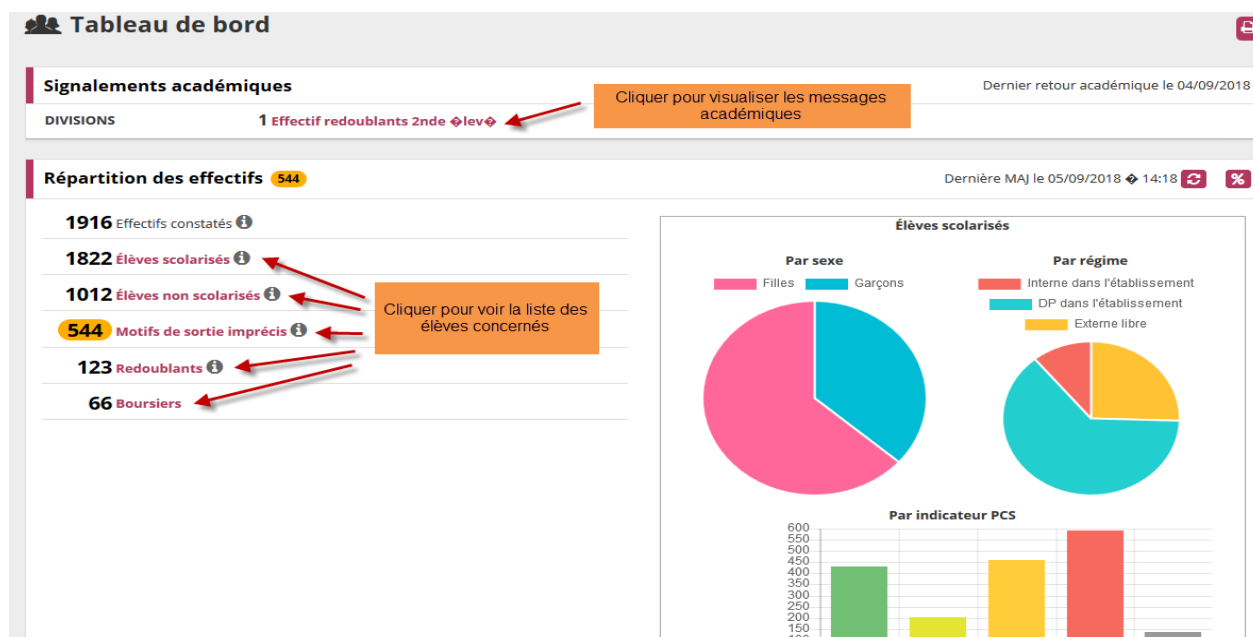 Tableau de bord
Signalements académiques
Dernier retour académique le 04/09/2018
DIVISIONS
1 Effectif redoublants 2nde �lev�
Cliquer pour visualiser les messages
académiques
Répartition des effectifs 544
Dernière MAJ le 05/09/2018 � 14:18
%
1916 Effectifs constatés
1822 Élèves scolarisés
1012 Élèves non scolarisés
544 Motifs de sortie imprécis
123 Redoublants
66 Boursiers
Cliquer pour voir la liste des
élèves concernés
Élèves scolarisés
Par sexe
Filles Garçons
Par régime
Interne dans l'établissement
DP dans l'établissement
Externe libre
Par indicateur PCS
600
550
500
450
400
350
300
250
200
150